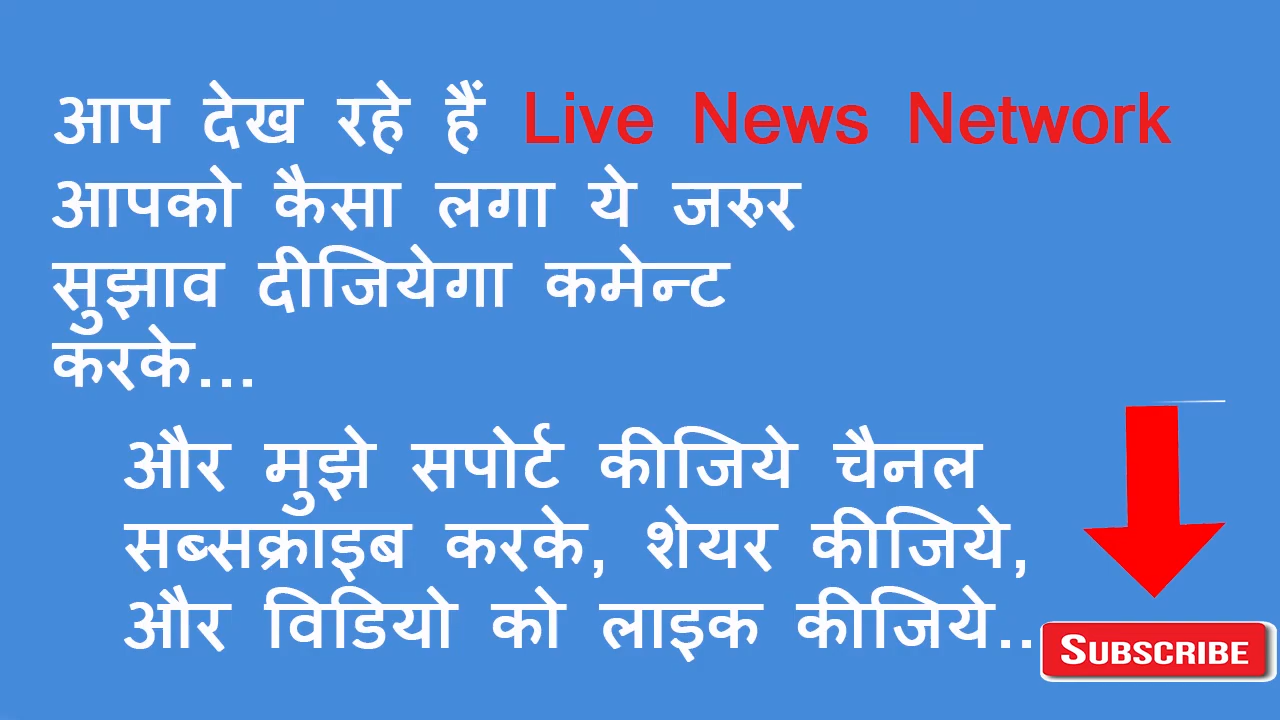 आप देख रहे हैं Live News Network
आपको कैसा लगा ये जरुर
सुझाव दीजियेगा कमेन्ट
करके...
और मुझे सपोर्ट कीजिये चैनल
सब्सक्राइब करके, शेयर कीजिये,
और विडियो को लाइक कीजिये..
SUBSCRIBE